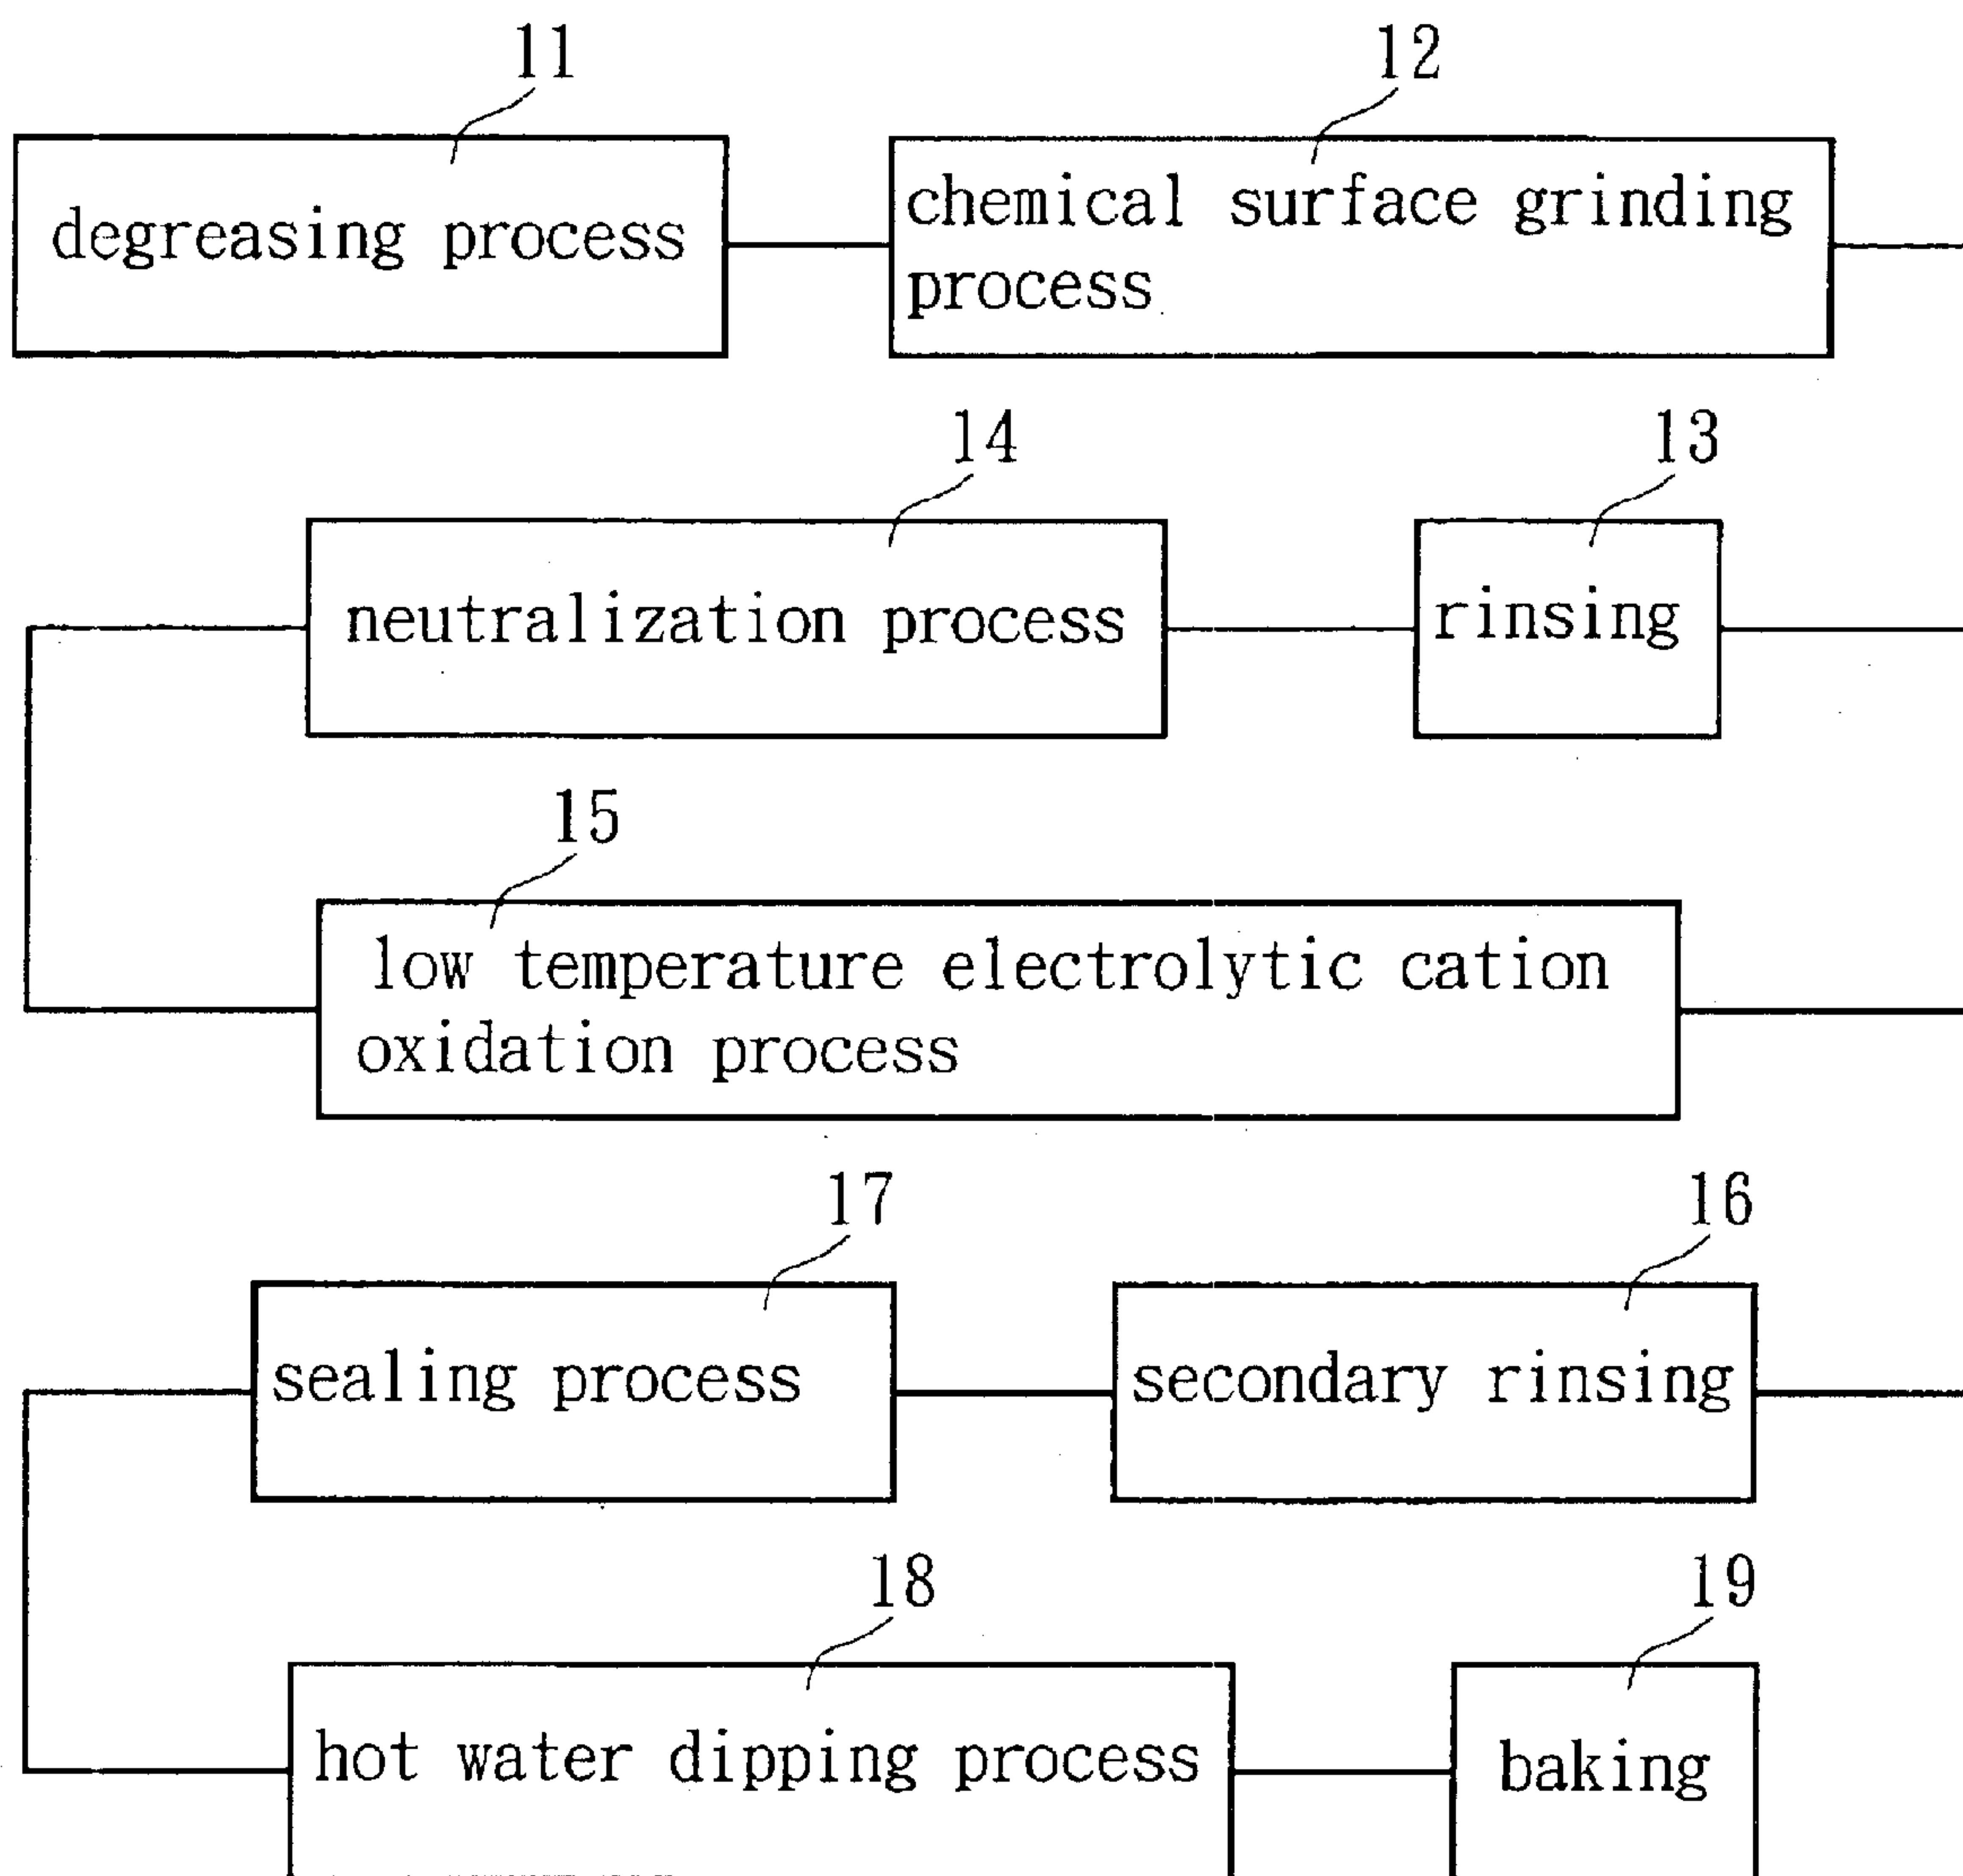 11
degreasing process
12
chemical surface grinding
process
14
neutralization process
13
rinsing
15
low temperature electrolytic cation
oxidation process
17
sealing process
16
secondary rinsing
18
hot water dipping process
19
baking